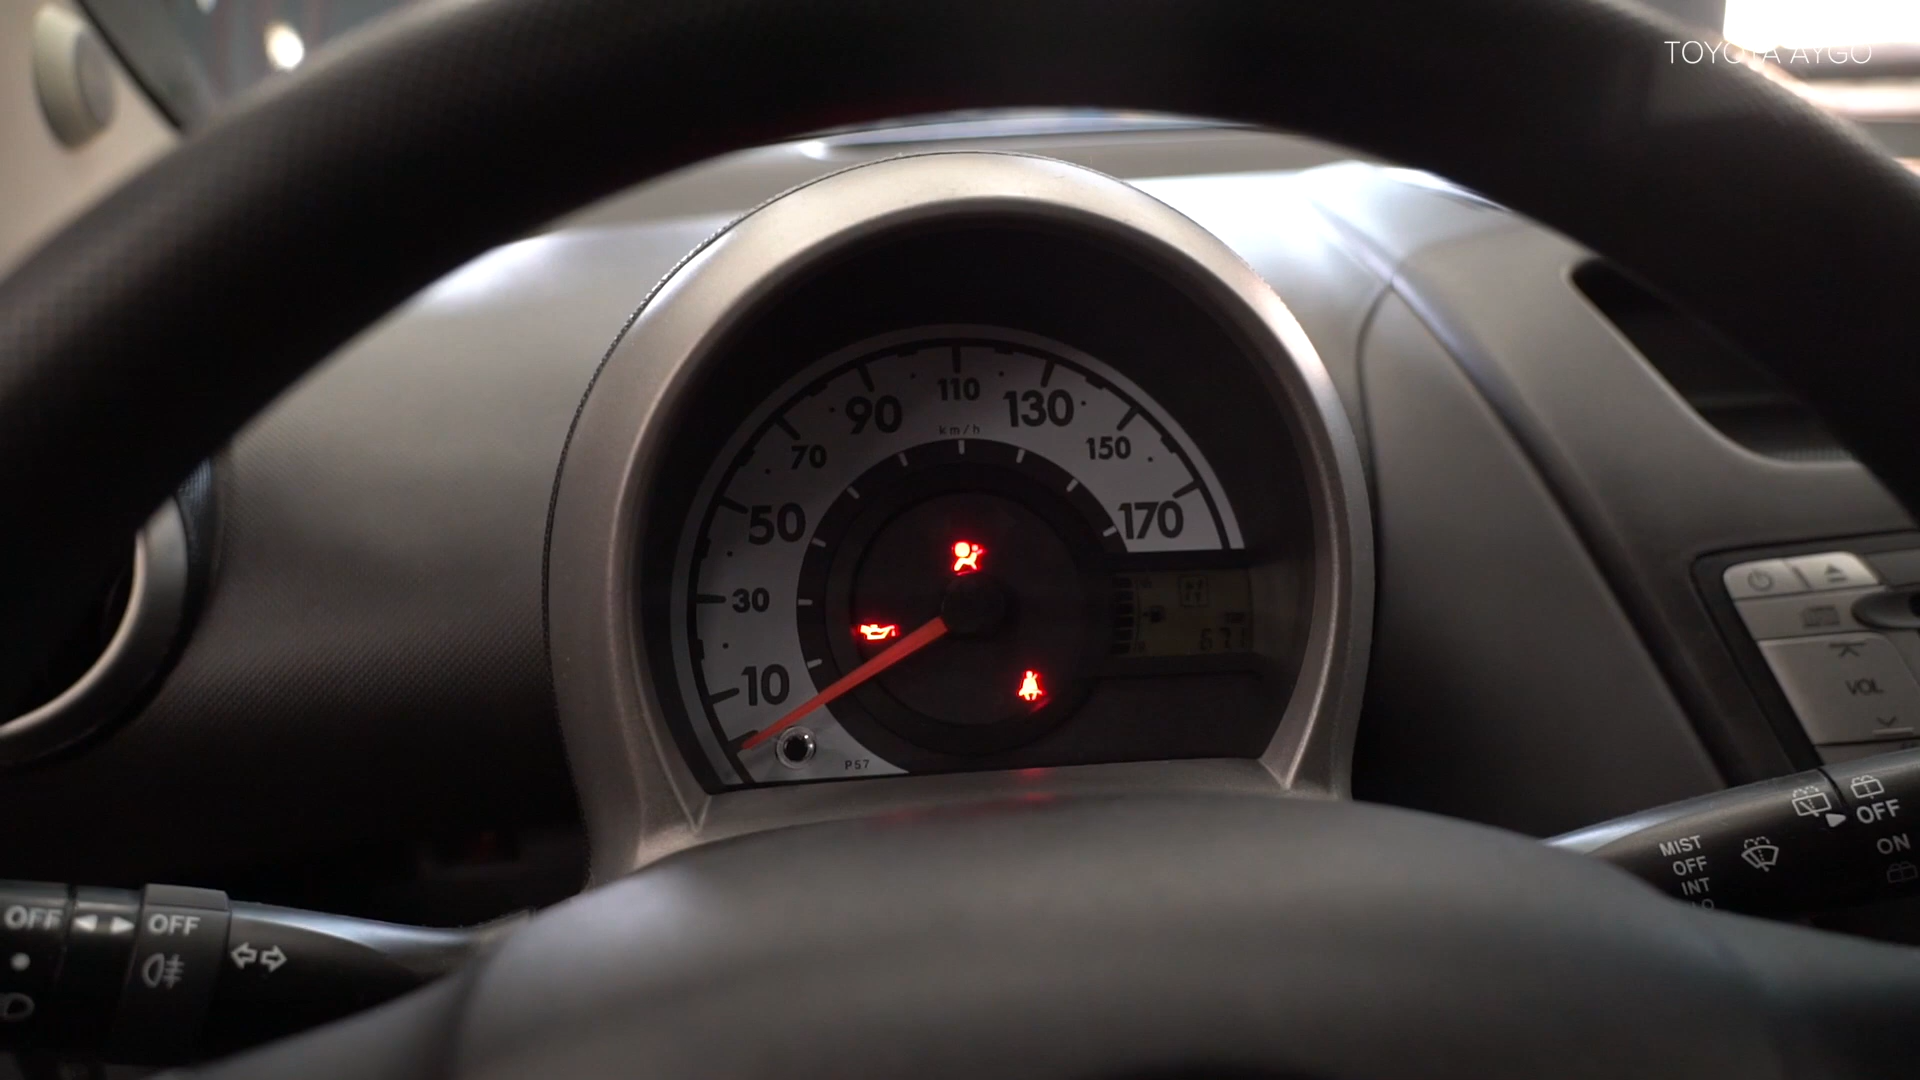 TOYOTA AYGO
110
90
130
km/h
70
150
50
170
30
671
10
P57
VOL
OFF
MIST
OFF
INT
ON
OFF
OFF